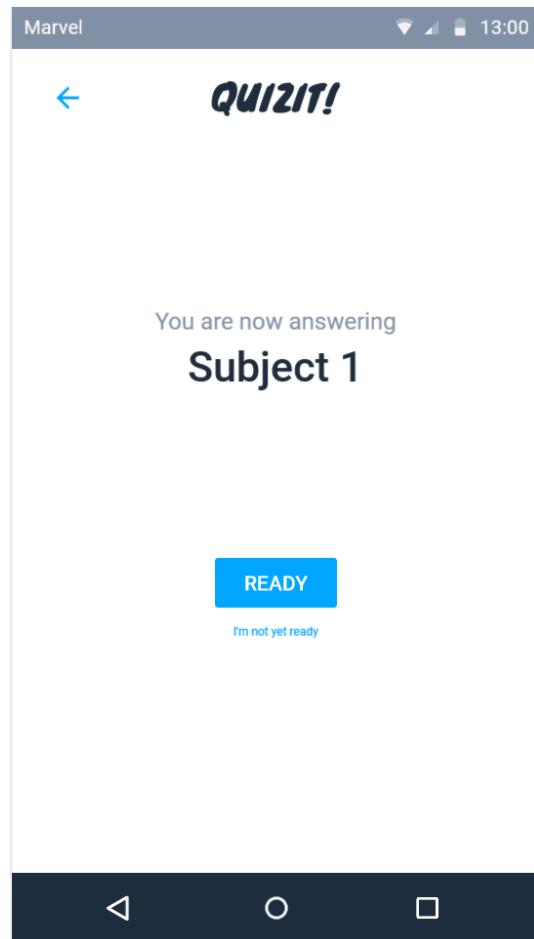 Marvel 13:00
QUIZIT!
You are now answering
Subject 1
READY
I'm not yet ready